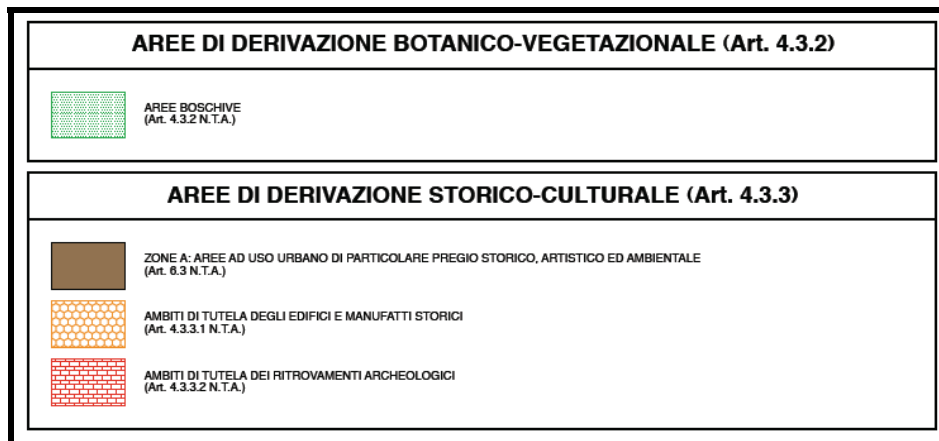 AREE DI DERIVAZIONE BOTANICO-VEGETAZIONALE (Art. 4.3.2)
AREE BOSCHIVE
(Art. 4.3.2 N.T.A.)
AREE DI DERIVAZIONE STORICO-CULTURALE (Art. 4.3.3)
ZONE A: AREE AD USO URBANO DI PARTICOLARE PREGIO STORICO, ARTISTICO ED AMBIENTALE
(Art. 6.3 N.T.A.)
AMBITI DI TUTELA DEGLI EDIFICI E MANUFATTI STORICI
(Art. 4.3.3.1 N.T.A.)
AMBITI DI TUTELA DEI RITROVAMENTI ARCHEOLOGICI
(Art. 4.3.3.2 N.T.A.)